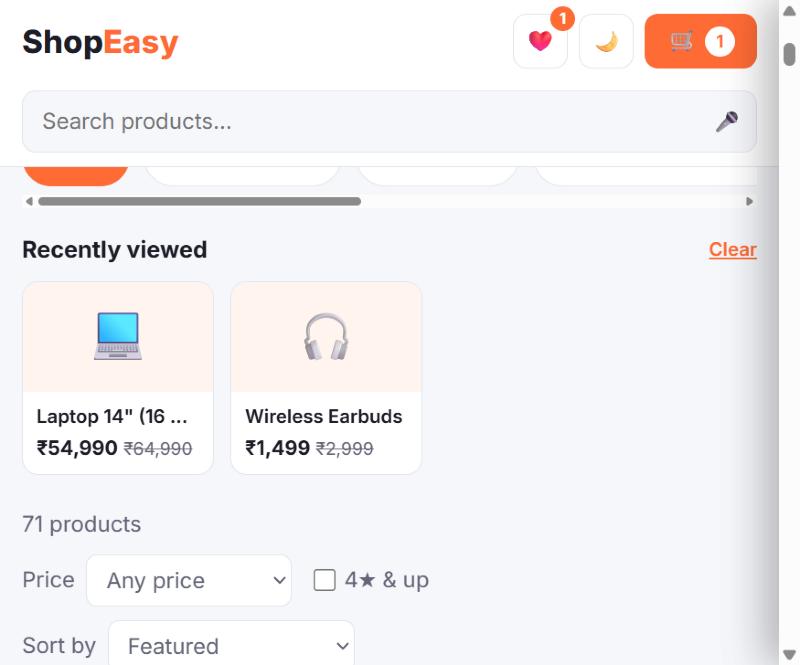 ShopEasy
1
1
Search products...
Recently viewed
Clear
Laptop 14" (16 ...
₹54,990 ₹64,990
Wireless Earbuds
₹1,499 ₹2,999
71 products
Price
Any price
4★ & up
Sort by
Featured